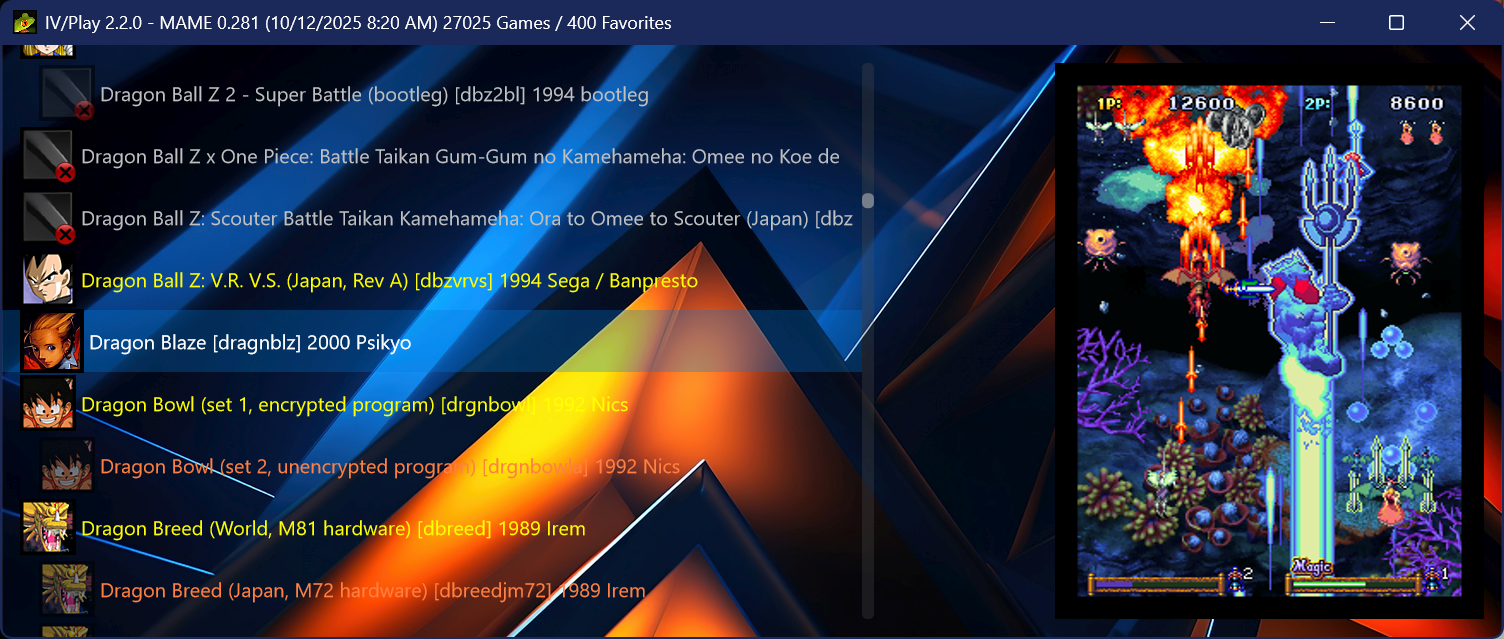 IV/Play 2.2.0 - MAME 0.281 (10/12/2025 8:20 AM) 27025 Games / 400 Favorites
Dragon Ball Z 2 - Super Battle (bootleg) [dbz2bl] 1994 bootleg
Dragon Ball Z x One Piece: Battle Taikan Gum-Gum no Kamehameha: Omee no Koe de
Dragon Ball Z: Scouter Battle Taikan Kamehameha: Ora to Omee to Scouter (Japan) [dbz
Dragon Ball Z: V.R. V.S. (Japan, Rev A) [dbzvrvs] 1994 Sega / Banpresto
Dragon Blaze [dragnblz] 2000 Psikyo
Dragon Bowl (set 1, encrypted program) [drgnbowl] 1992 Nics
Dragon Bowl (set 2, unencrypted program) [drgnbowla] 1992 Nics
Dragon Breed (World, M81 hardware) [dbreed] 1989 Irem
Dragon Breed (Japan, M72 hardware) [dbreedjm72] 1989 Irem
1P: 12600 2P: 8600
Magic
2 1